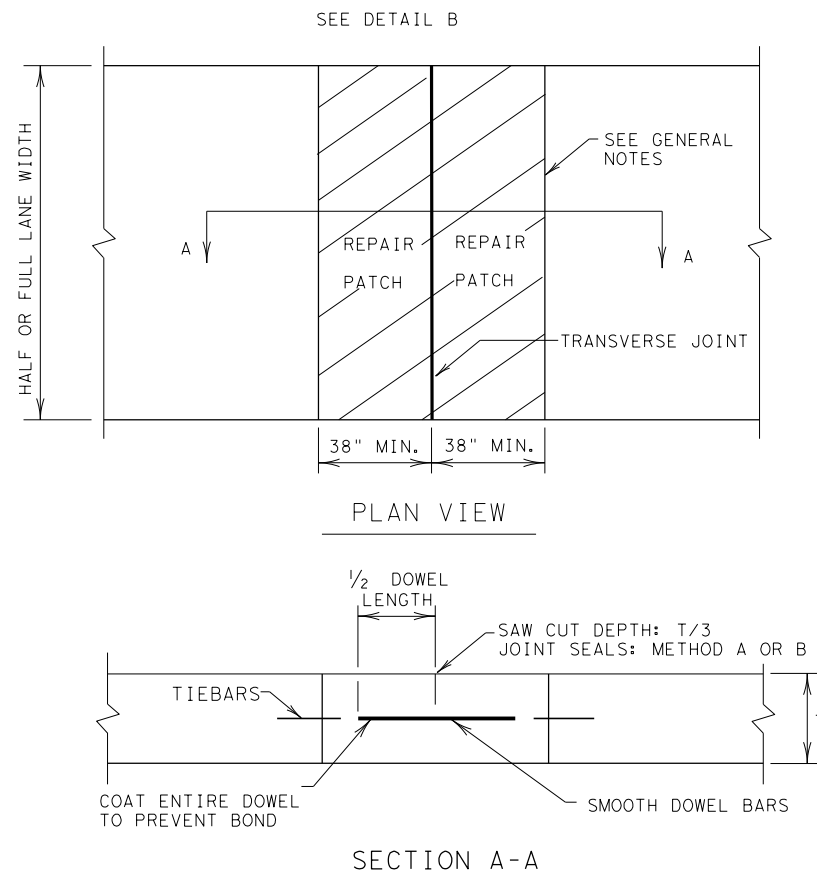 SEE DETAIL B
HALF OR FULL LANE WIDTH
SEE GENERAL
NOTES
A
A
REPAIR
PATCH
REPAIR
PATCH
TRANSVERSE JOINT
38" MIN.
38" MIN.
PLAN VIEW
1/2 DOWEL
LENGTH
SAW CUT DEPTH: T/3
JOINT SEALS: METHOD A OR B
TIEBARS
COAT ENTIRE DOWEL
TO PREVENT BOND
SMOOTH DOWEL BARS
SECTION A-A